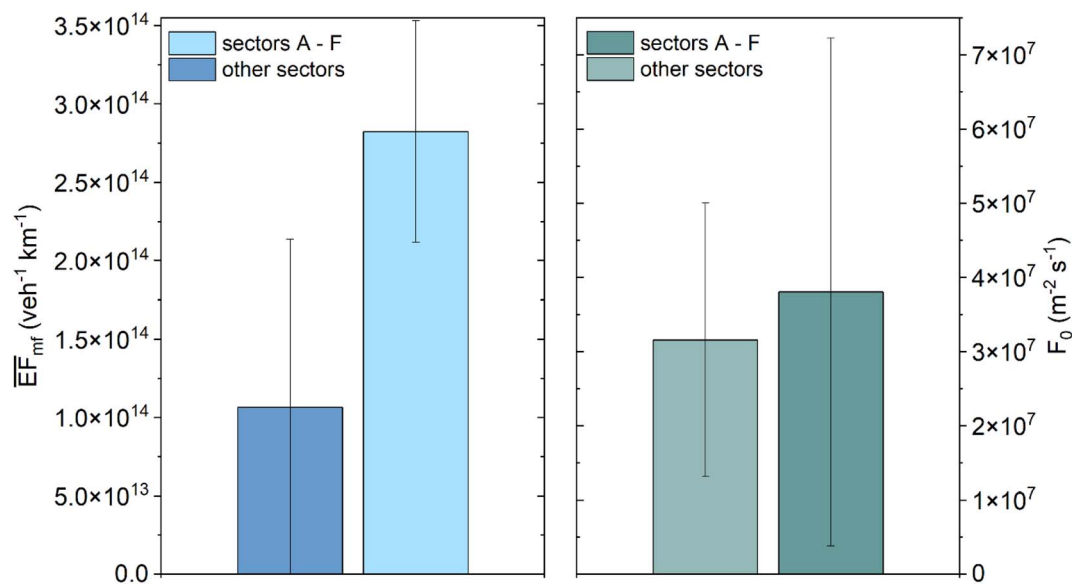 3.5×10¹⁴
3.0×10¹⁴
2.5×10¹⁴
2.0×10¹⁴
1.5×10¹⁴
1.0×10¹⁴
5.0×10¹³
0.0
E̅F̅ₘf (veh⁻¹ km⁻¹)
sectors A - F
other sectors
sectors A - F
other sectors
7×10⁷
6×10⁷
5×10⁷
4×10⁷
3×10⁷
2×10⁷
1×10⁷
0
F₀ (m⁻² s⁻¹)